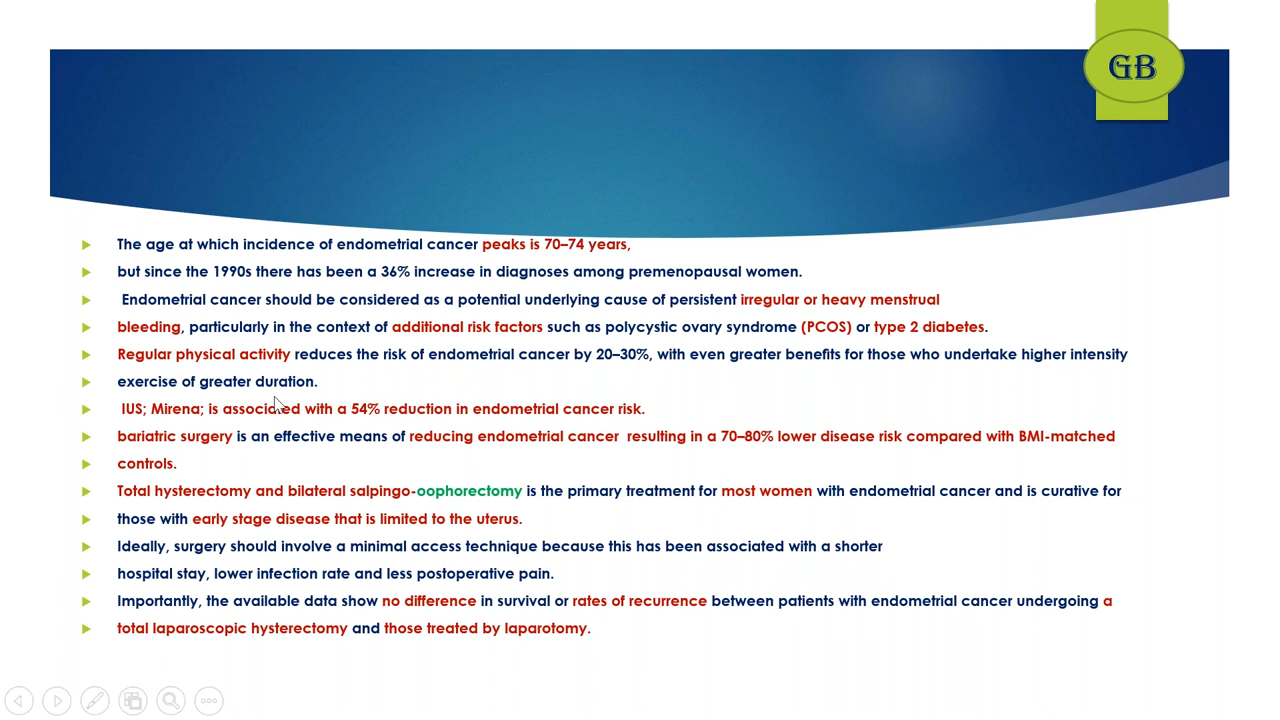 GB
The age at which incidence of endometrial cancer peaks is 70–74 years,
but since the 1990s there has been a 36% increase in diagnoses among premenopausal women.
Endometrial cancer should be considered as a potential underlying cause of persistent irregular or heavy menstrual
bleeding, particularly in the context of additional risk factors such as polycystic ovary syndrome (PCOS) or type 2 diabetes.
Regular physical activity reduces the risk of endometrial cancer by 20–30%, with even greater benefits for those who undertake higher intensity
exercise of greater duration.
IUS; Mirena; is associated with a 54% reduction in endometrial cancer risk.
bariatric surgery is an effective means of reducing endometrial cancer resulting in a 70–80% lower disease risk compared with BMI-matched
controls.
Total hysterectomy and bilateral salpingo-oophorectomy is the primary treatment for most women with endometrial cancer and is curative for
those with early stage disease that is limited to the uterus.
Ideally, surgery should involve a minimal access technique because this has been associated with a shorter
hospital stay, lower infection rate and less postoperative pain.
Importantly, the available data show no difference in survival or rates of recurrence between patients with endometrial cancer undergoing a
total laparoscopic hysterectomy and those treated by laparotomy.